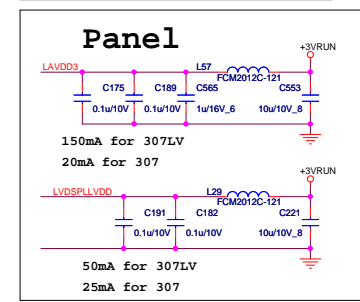 Panel
+3VRUN
LAVDD3
L57
FCM2012C-121
C175
C189
C565
C553
0.1u/10V
0.1u/10V
1u/16V_6
10u/10V_8
150mA for 307LV
20mA for 307
+3VRUN
LVDSPLLVDD
L29
FCM2012C-121
C191
C182
C221
0.1u/10V
0.1u/10V
10u/10V_8
50mA for 307LV
25mA for 307